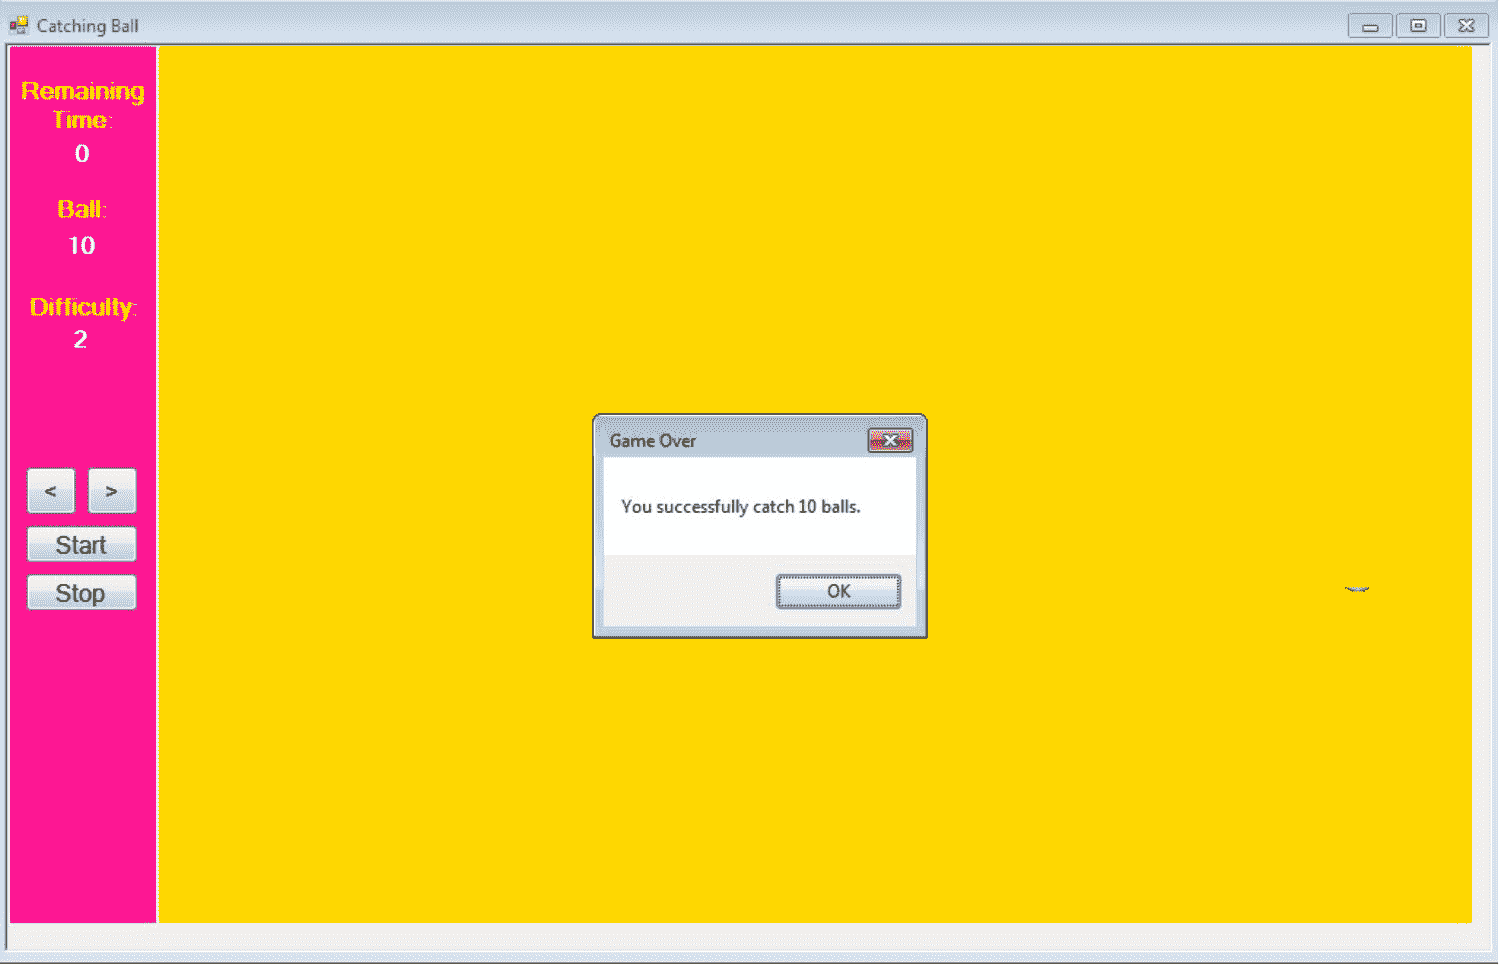 Catching Ball
Remaining
Time:
0
Ball:
10
Difficulty:
2
< >
Start
Stop
Game Over
You successfully catch 10 balls.
OK